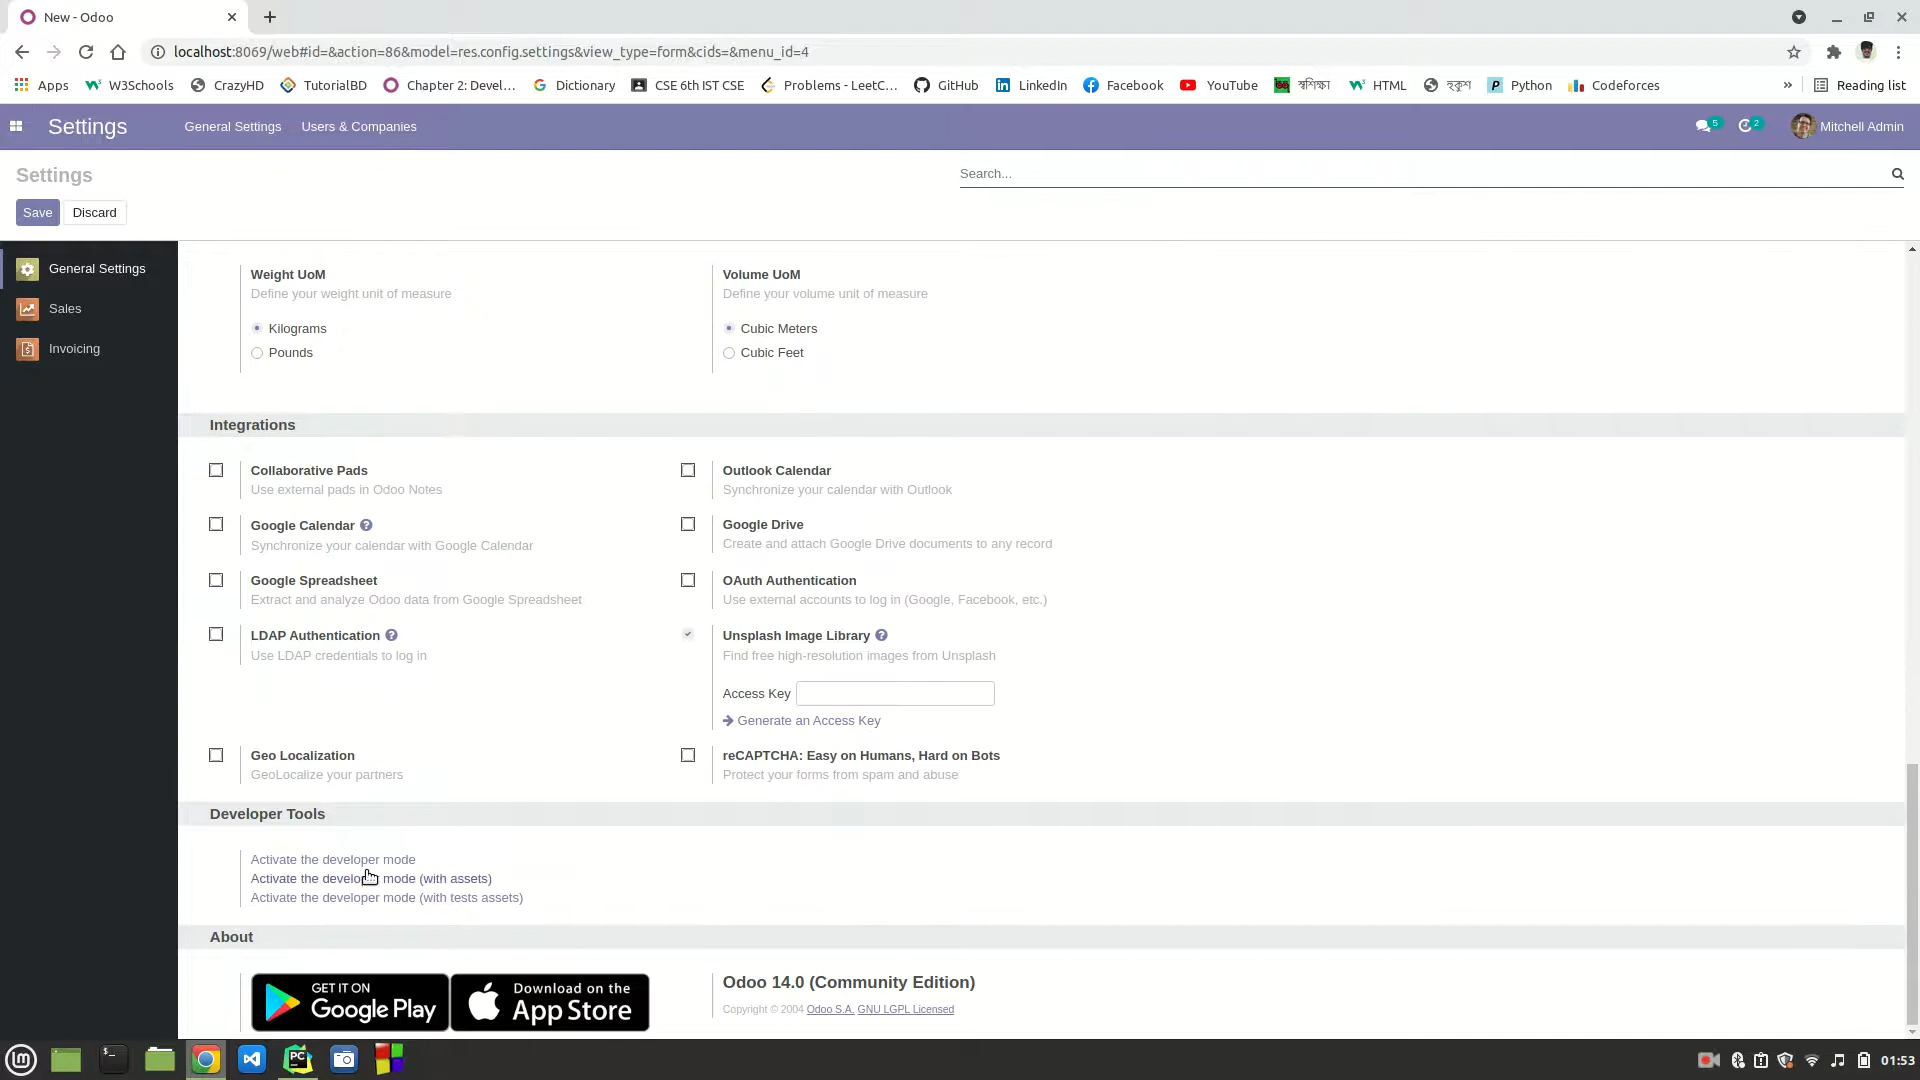 New - Odoo
localhost:8069/web#id=&action=86&model=res.config.settings&view_type=form&cids=&menu_id=4
Apps W3Schools CrazyHD TutorialBD Chapter 2: Devel... Dictionary CSE 6th IST CSE Problems - LeetC... GitHub LinkedIn Facebook YouTube স্বশিক্ষা HTML হুকুশ Python Codeforces » Reading list
Settings General Settings Users & Companies 5 2 Mitchell Admin
Settings Search...
Save Discard
General Settings
Sales
Invoicing
Weight UoM Volume UoM
Define your weight unit of measure Define your volume unit of measure
Kilograms Cubic Meters
Pounds Cubic Feet
Integrations
Collaborative Pads Outlook Calendar
Use external pads in Odoo Notes Synchronize your calendar with Outlook
Google Calendar ? Google Drive
Synchronize your calendar with Google Calendar Create and attach Google Drive documents to any record
Google Spreadsheet OAuth Authentication
Extract and analyze Odoo data from Google Spreadsheet Use external accounts to log in (Google, Facebook, etc.)
LDAP Authentication ? Unsplash Image Library ?
Use LDAP credentials to log in Find free high-resolution images from Unsplash
Access Key
Generate an Access Key
Geo Localization reCAPTCHA: Easy on Humans, Hard on Bots
GeoLocalize your partners Protect your forms from spam and abuse
Developer Tools
Activate the developer mode
Activate the developer mode (with assets)
Activate the developer mode (with tests assets)
About
GET IT ON Google Play Download on the App Store Odoo 14.0 (Community Edition)
Copyright © 2004 Odoo S.A. GNU LGPL Licensed
01:53